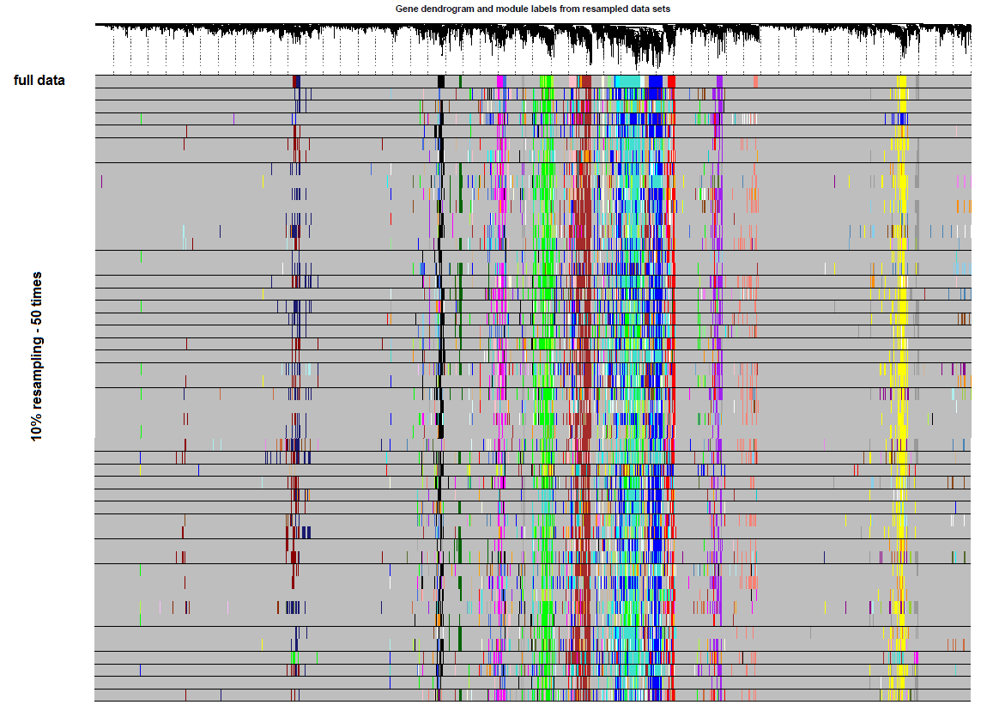 Gene dendrogram and module labels from resampled data sets
full data
10% resampling - 50 times